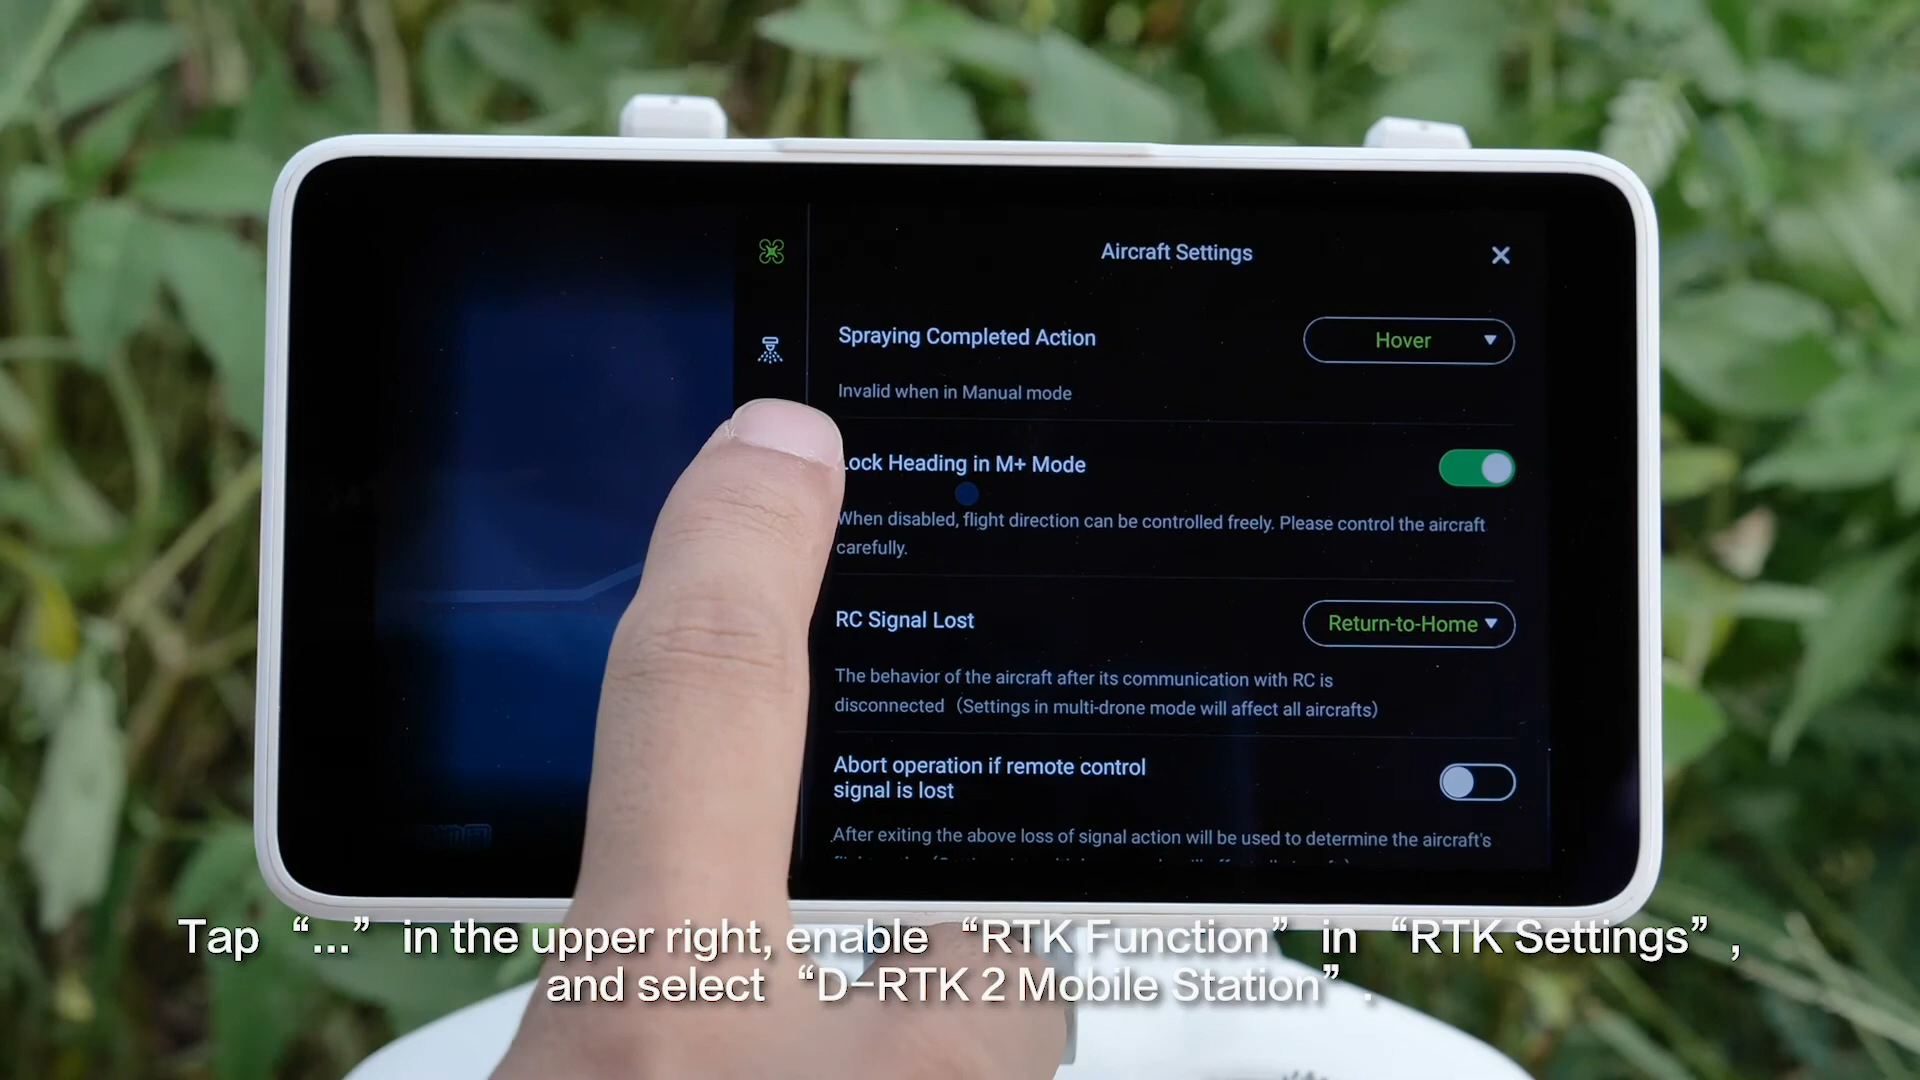 Aircraft Settings
Spraying Completed Action
Hover
Invalid when in Manual mode
Lock Heading in M+ Mode
When disabled, flight direction can be controlled freely. Please control the aircraft
carefully.
RC Signal Lost
Return-to-Home
The behavior of the aircraft after its communication with RC is
disconnected（Settings in multi-drone mode will affect all aircrafts）
Abort operation if remote control
signal is lost
After exiting the above loss of signal action will be used to determine the aircraft's
Tap “...” in the upper right, enable “RTK Function” in “RTK Settings”,
and select “D-RTK 2 Mobile Station”.